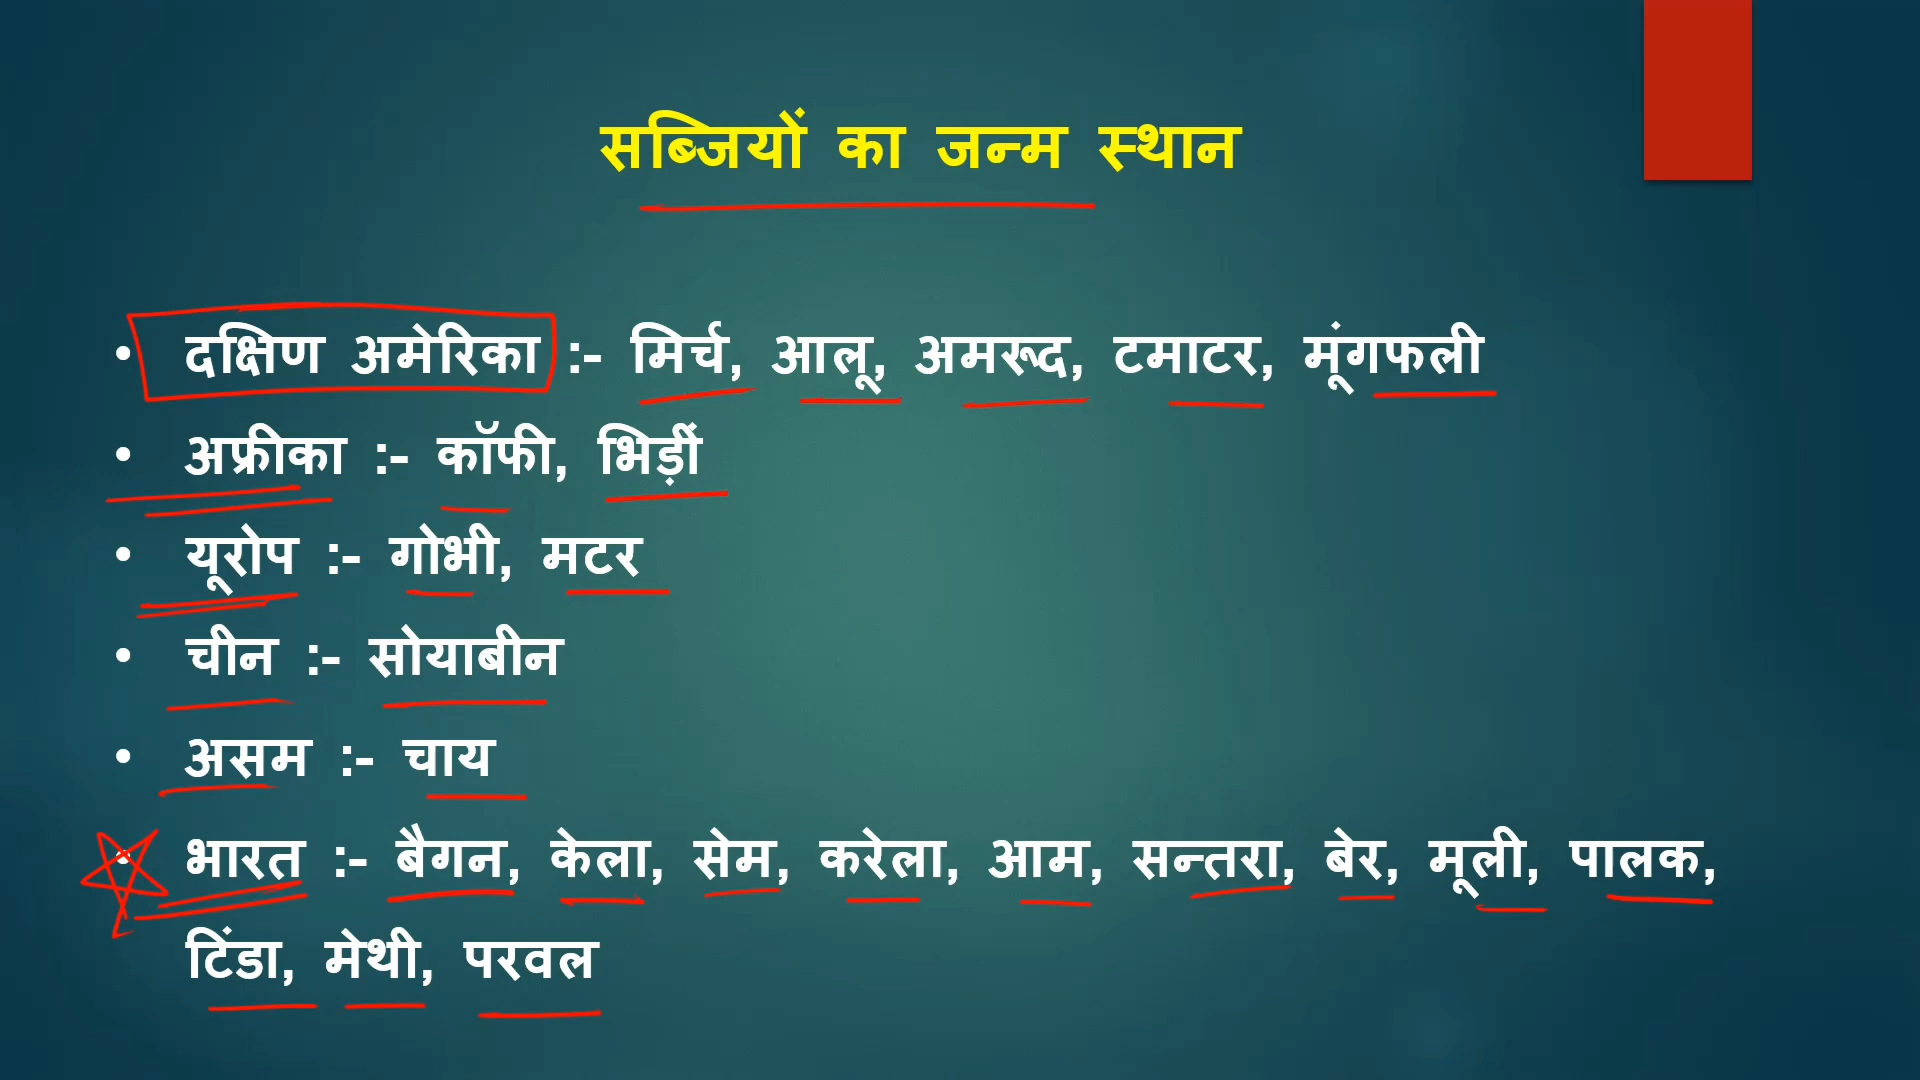 सब्जियों का जन्म स्थान
• दक्षिण अमेरिका :- मिर्च, आलू, अमरूद, टमाटर, मूंगफली
• अफ्रीका :- कॉफी, भिड़ीं
• यूरोप :- गोभी, मटर
• चीन :- सोयाबीन
• असम :- चाय
• भारत :- बैगन, केला, सेम, करेला, आम, सन्तरा, बेर, मूली, पालक,
टिंडा, मेथी, परवल